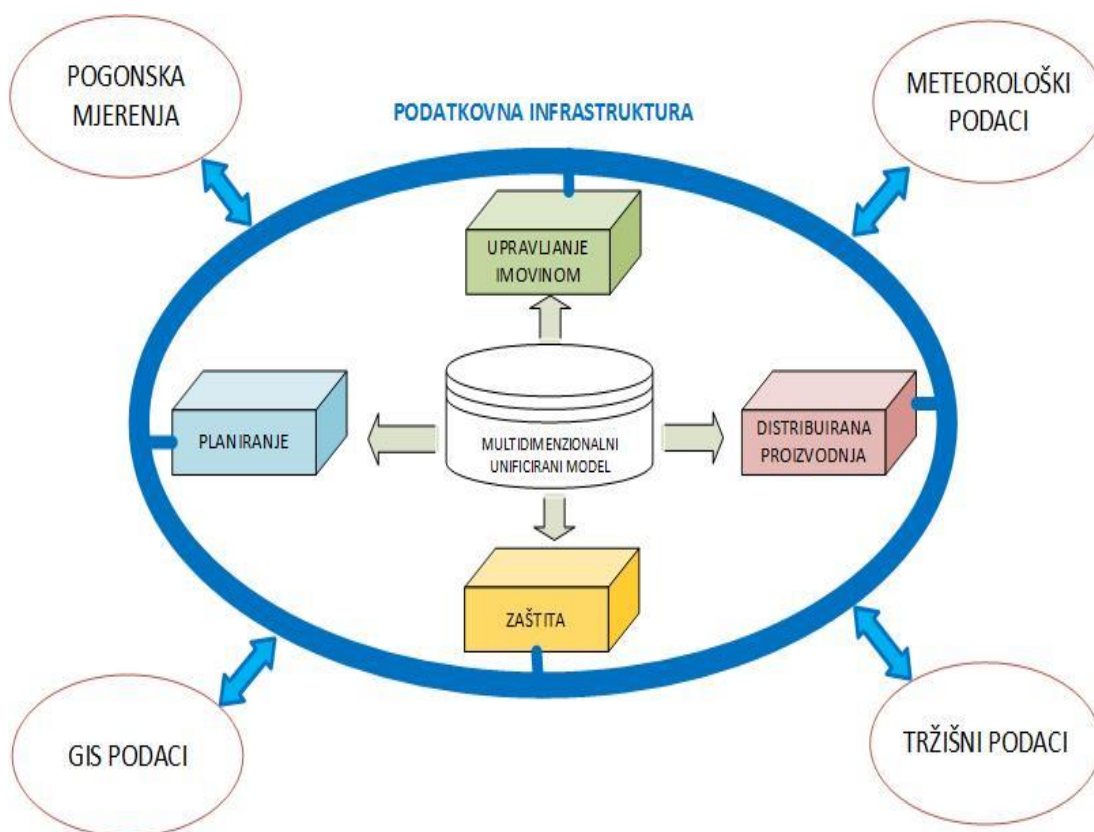 POGONSKA
MJERENJA
METEOROLOŠKI
PODACI
PODATKOVNA INFRASTRUKTURA
UPRAVLJANJE
IMOVINOM
PLANIRANJE
MULTIDIMENZIONALNI
UNIFICIRANI MODEL
DISTRIBUIRANA
PROIZVODNJA
ZAŠTITA
GIS PODACI
TRŽIŠNI PODACI